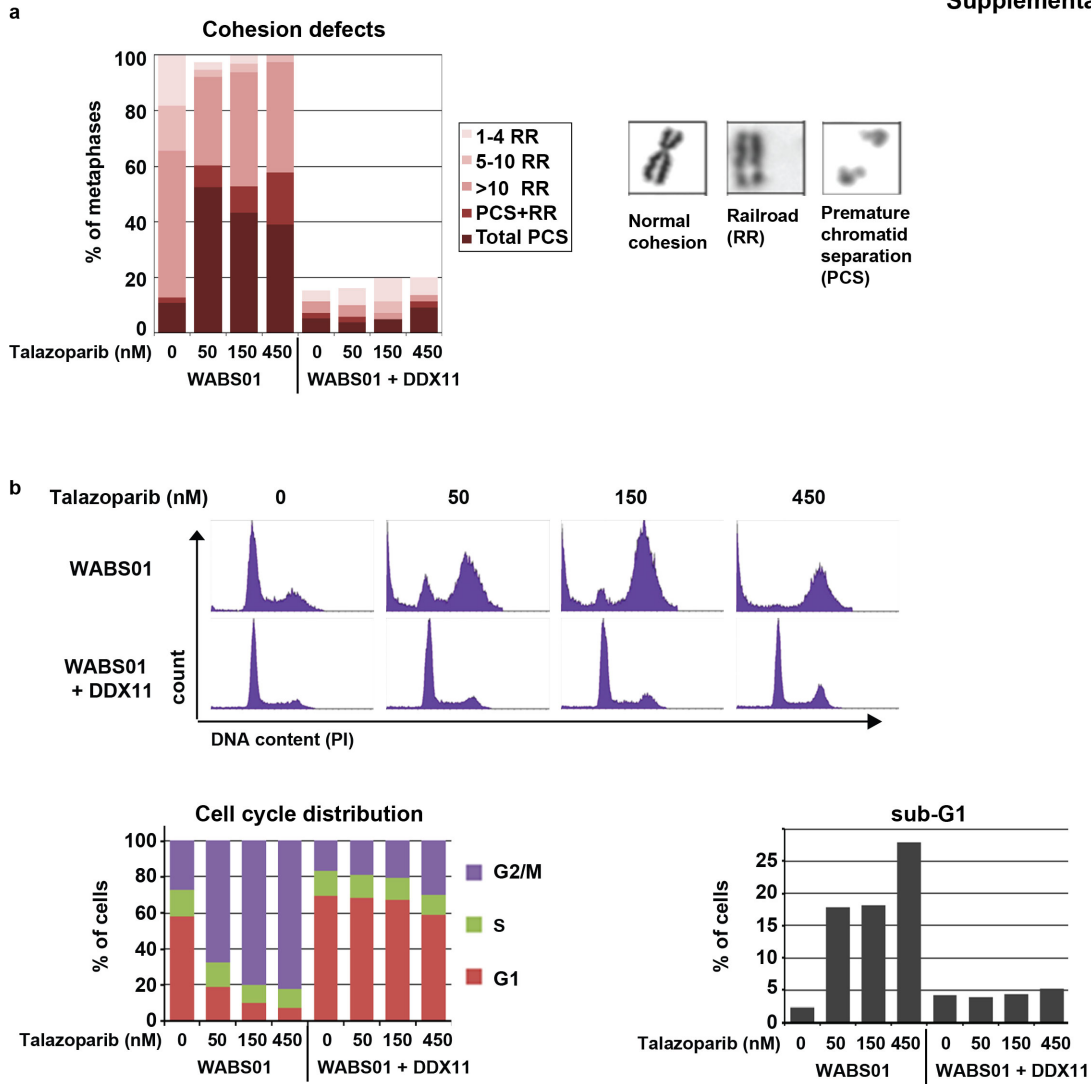 Supplementa
a
Cohesion defects
% of metaphases
100
80
60
40
20
0
1-4 RR
5-10 RR
>10 RR
PCS+RR
Total PCS
Normal
cohesion
Railroad
(RR)
Premature
chromatid
separation
(PCS)
Talazoparib (nM) 0 50 150 450 0 50 150 450
WABS01 WABS01 + DDX11
b
Talazoparib (nM) 0 50 150 450
WABS01
WABS01
+ DDX11
count
DNA content (PI)
Cell cycle distribution
% of cells
100
80
60
40
20
0
G2/M
S
G1
Talazoparib (nM) 0 50 150 450 0 50 150 450
WABS01 WABS01 + DDX11
sub-G1
% of cells
25
20
15
10
5
0
Talazoparib (nM) 0 50 150 450 0 50 150 450
WABS01 WABS01 + DDX11